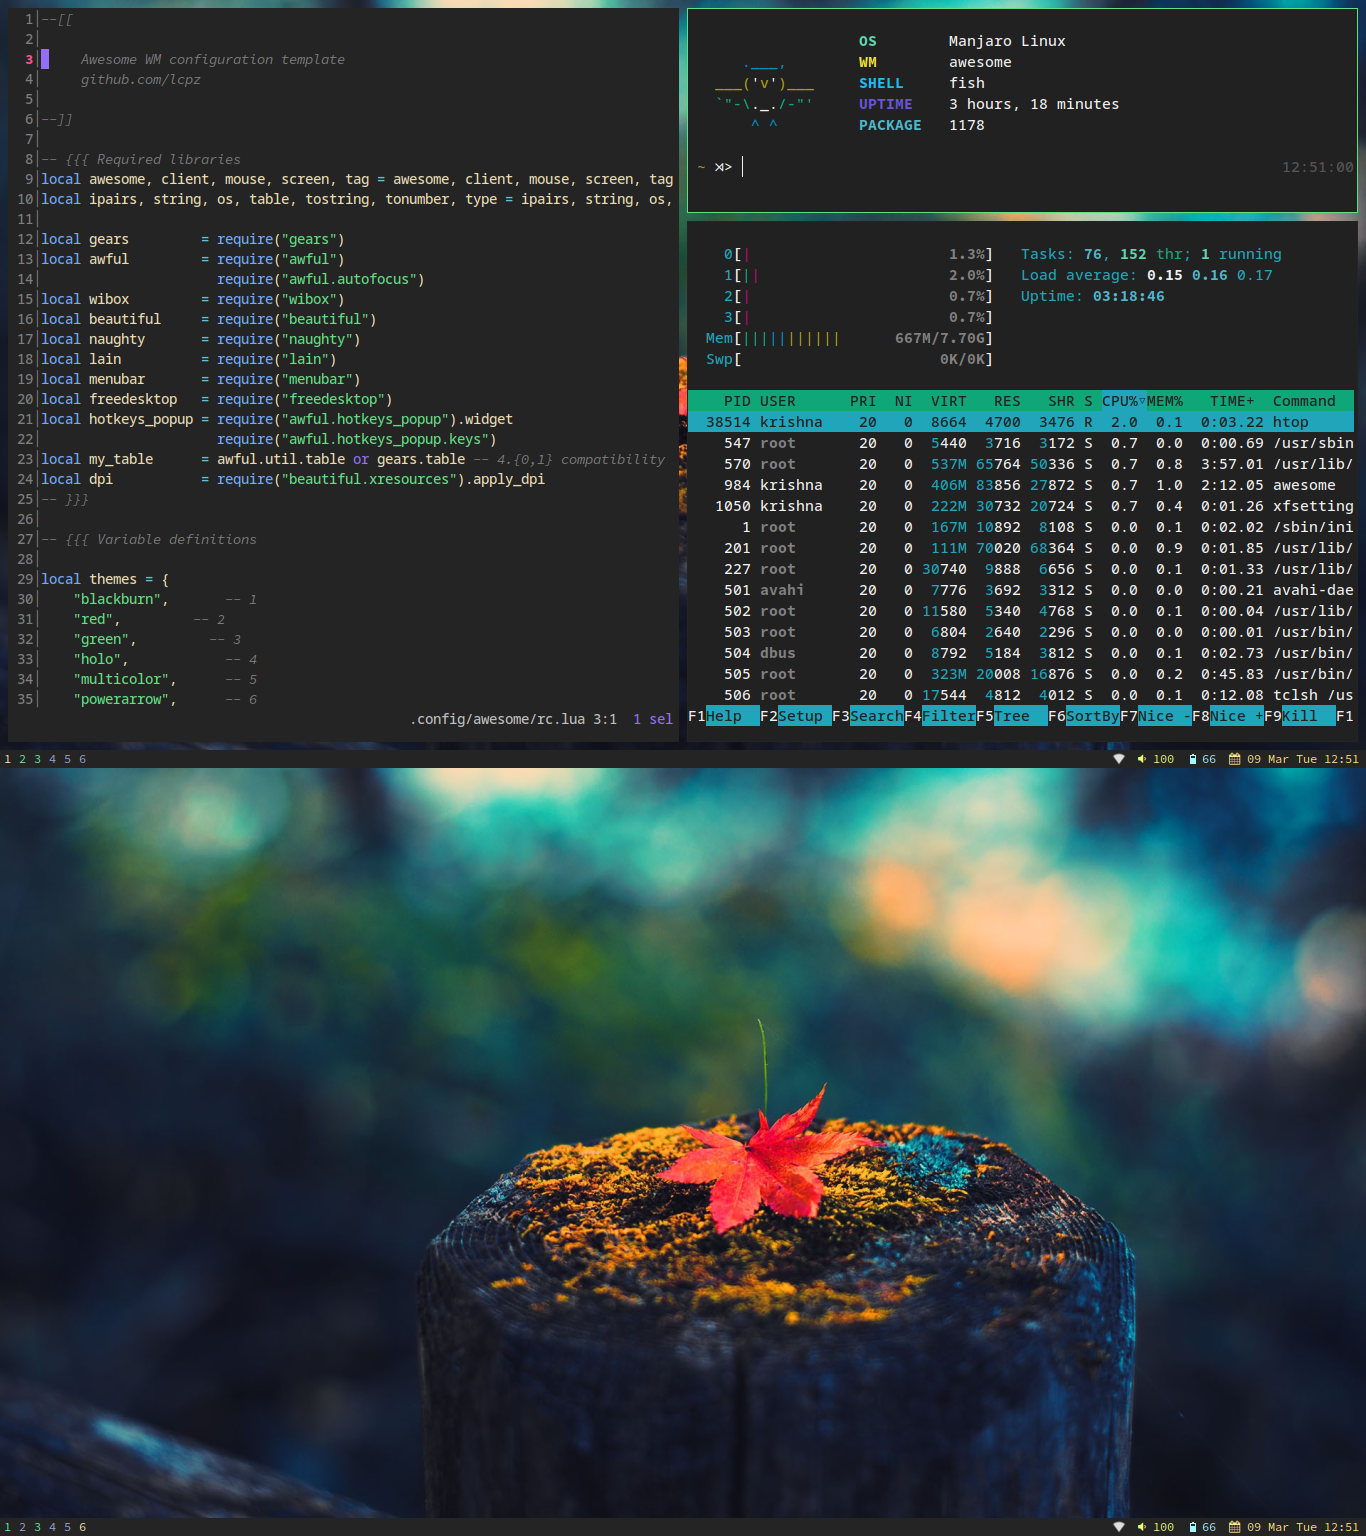 1 --[[
2
3     Awesome WM configuration template
4     github.com/lcpz
5
6 --]]
7
8 -- {{{ Required libraries
9 local awesome, client, mouse, screen, tag = awesome, client, mouse, screen, tag
10 local ipairs, string, os, table, tostring, tonumber, type = ipairs, string, os,
11
12 local gears         = require("gears")
13 local awful         = require("awful")
14                       require("awful.autofocus")
15 local wibox         = require("wibox")
16 local beautiful     = require("beautiful")
17 local naughty       = require("naughty")
18 local lain          = require("lain")
19 local menubar       = require("menubar")
20 local freedesktop   = require("freedesktop")
21 local hotkeys_popup = require("awful.hotkeys_popup").widget
22                       require("awful.hotkeys_popup.keys")
23 local my_table      = awful.util.table or gears.table -- 4.{0,1} compatibility
24 local dpi           = require("beautiful.xresources").apply_dpi
25 -- }}}
26
27 -- {{{ Variable definitions
28
29 local themes = {
30     "blackburn",       -- 1
31     "red",         -- 2
32     "green",          -- 3
33     "holo",            -- 4
34     "multicolor",      -- 5
35     "powerarrow",      -- 6
.config/awesome/rc.lua 3:1  1 sel
OS Manjaro Linux
.___,
WM awesome
___('v')___ SHELL fish
`"-\._./-"' UPTIME 3 hours, 18 minutes
^ ^ PACKAGE 1178
~ ⋊> 12:51:00
0[| 1.3%] Tasks: 76, 152 thr; 1 running
1[|| 2.0%] Load average: 0.15 0.16 0.17
2[| 0.7%] Uptime: 03:18:46
3[| 0.7%]
Mem[||||||||||| 667M/7.70G]
Swp[ 0K/0K]
PID USER PRI NI VIRT RES SHR S CPU%▽MEM% TIME+ Command
38514 krishna 20 0 8664 4700 3476 R 2.0 0.1 0:03.22 htop
547 root 20 0 5440 3716 3172 S 0.7 0.0 0:00.69 /usr/sbin
570 root 20 0 537M 65764 50336 S 0.7 0.8 3:57.01 /usr/lib/
984 krishna 20 0 406M 83856 27872 S 0.7 1.0 2:12.05 awesome
1050 krishna 20 0 222M 30732 20724 S 0.7 0.4 0:01.26 xfsetting
1 root 20 0 167M 10892 8108 S 0.0 0.1 0:02.02 /sbin/ini
201 root 20 0 111M 70020 68364 S 0.0 0.9 0:01.85 /usr/lib/
227 root 20 0 30740 9888 6656 S 0.0 0.1 0:01.33 /usr/lib/
501 avahi 20 0 7776 3692 3312 S 0.0 0.0 0:00.21 avahi-dae
502 root 20 0 11580 5340 4768 S 0.0 0.1 0:00.04 /usr/lib/
503 root 20 0 6804 2640 2296 S 0.0 0.0 0:00.01 /usr/bin/
504 dbus 20 0 8792 5184 3812 S 0.0 0.1 0:02.73 /usr/bin/
505 root 20 0 323M 20008 16876 S 0.0 0.2 0:45.83 /usr/bin/
506 root 20 0 17544 4812 4012 S 0.0 0.1 0:12.08 tclsh /us
F1Help F2Setup F3SearchF4FilterF5Tree F6SortByF7Nice -F8Nice +F9Kill F1
1 2 3 4 5 6 100 66 09 Mar Tue 12:51
1 2 3 4 5 6 100 66 09 Mar Tue 12:51